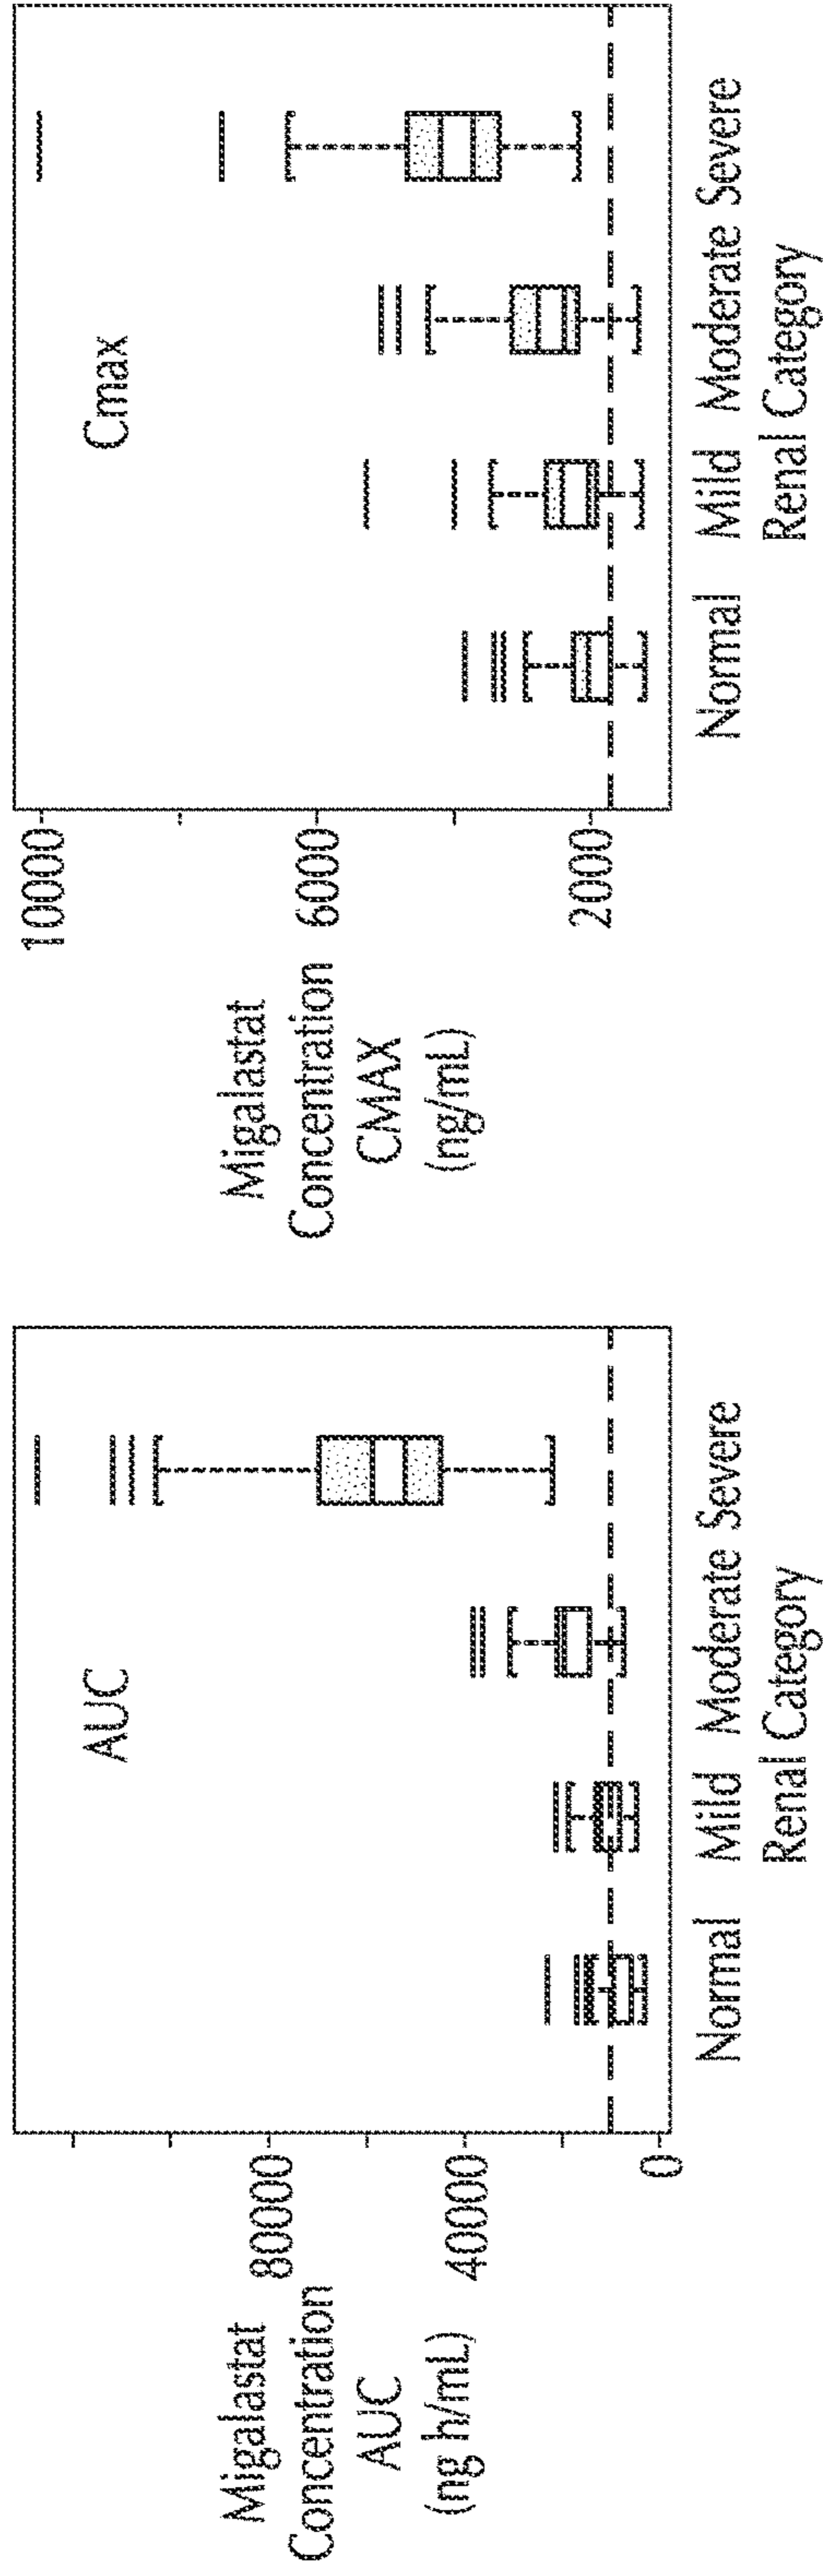 Migalastat
Concentration
AUC
(ng h/mL)
80000
40000
0
AUC
Normal Mild Moderate Severe
Renal Category
Migalastat
Concentration
CMAX
(ng/mL)
10000
6000
2000
Cmax
Normal Mild Moderate Severe
Renal Category